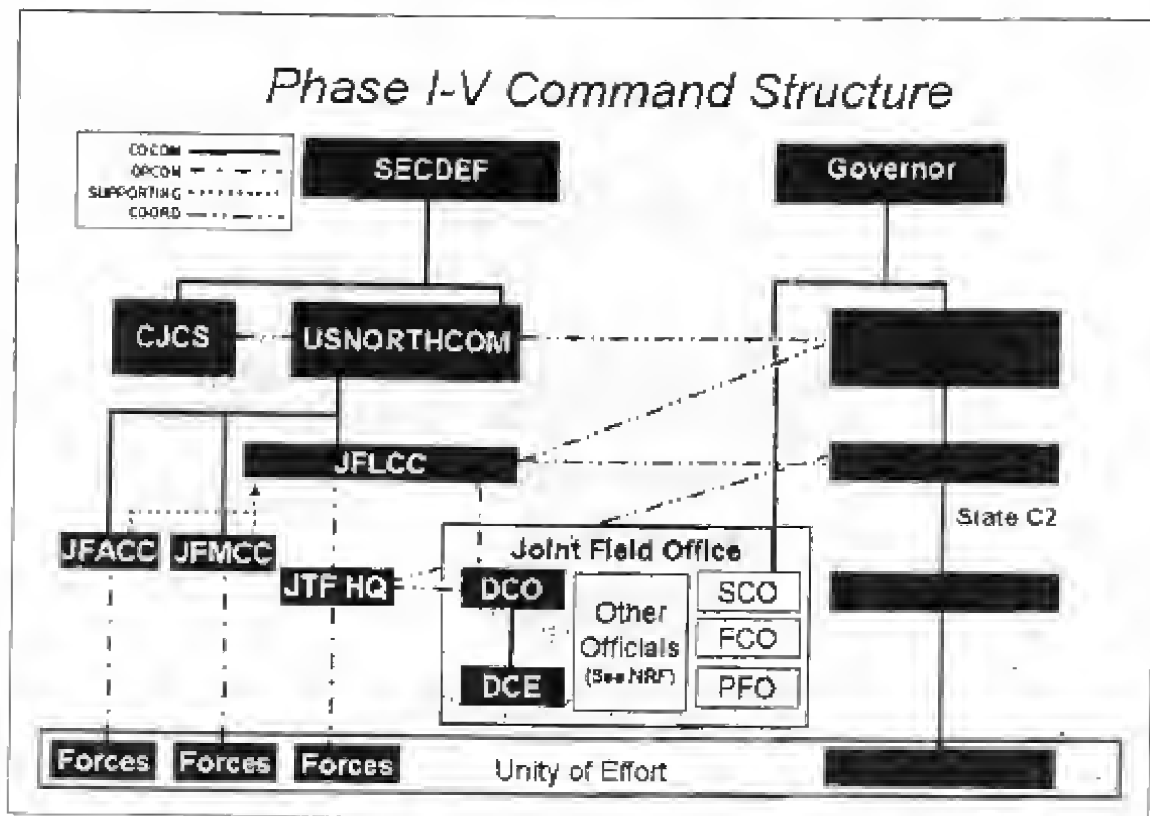 Phase I-V Command Structure
COCOM
OPCON
SUPPORTING
COORD
SECDEF
Governor
CJCS
USNORTHCOM
JFLCC
State C2
JFACC
JFMCC
JTF HQ
Joint Field Office
DCO
DCE
Other
Officials
(See NRF)
SCO
FCO
PFO
Forces
Forces
Forces
Unity of Effort